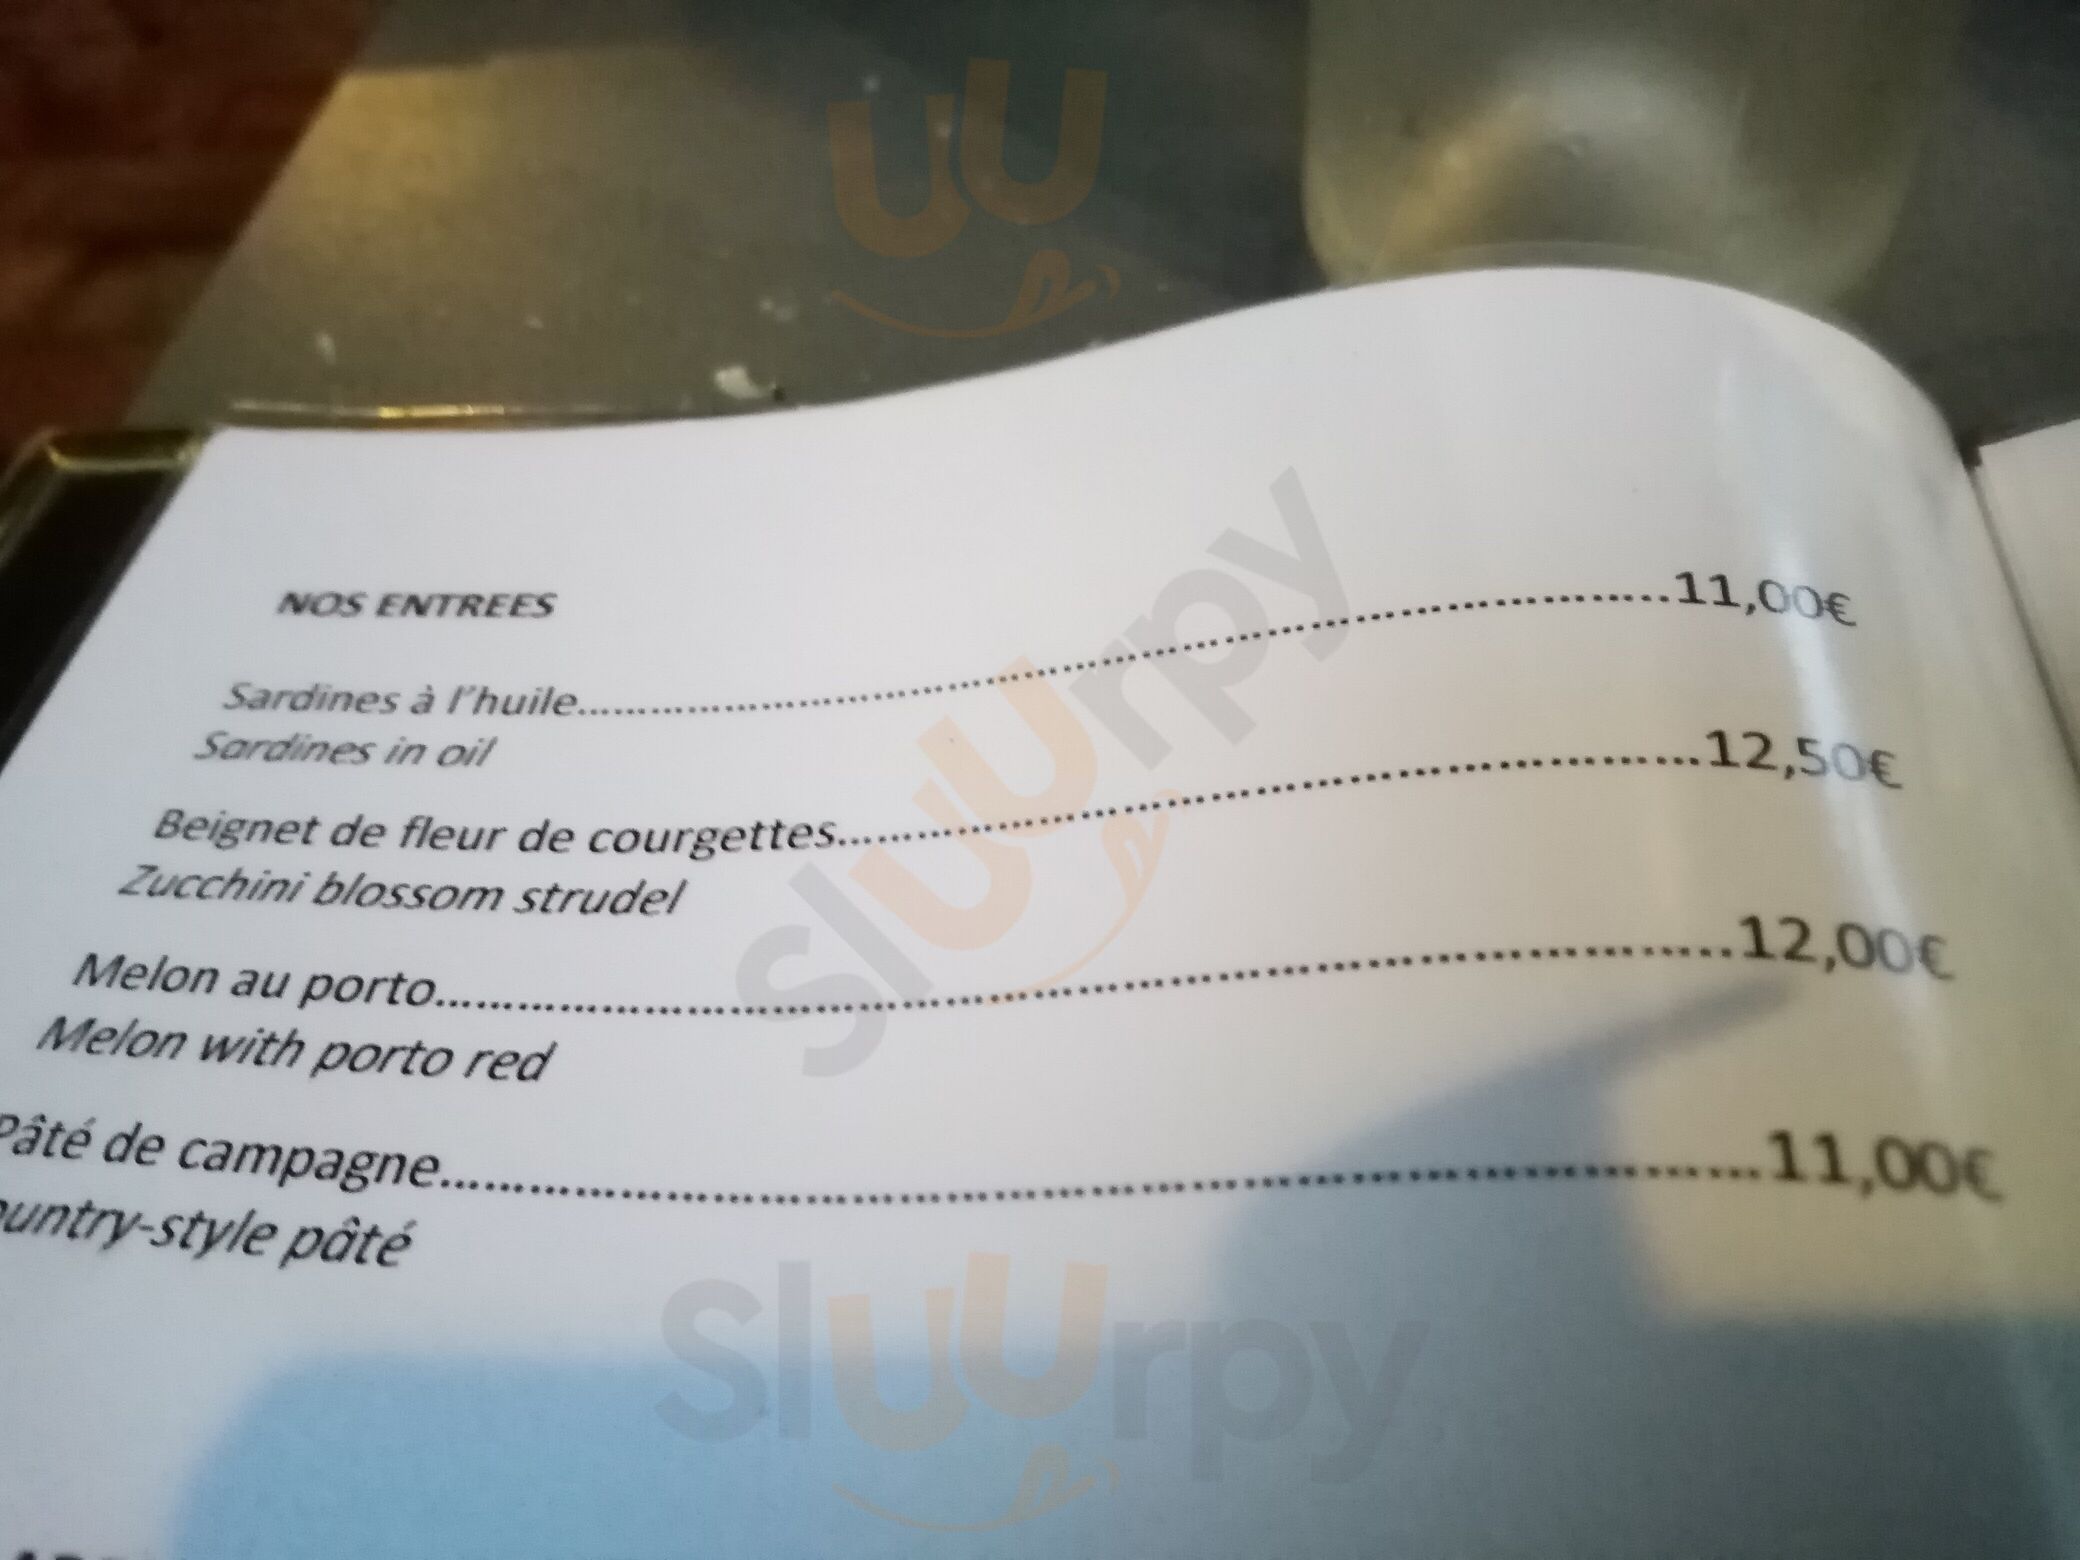 NOS ENTREES
Sardines à l'huile..........................................................................11,00€
Sardines in oil
Beignet de fleur de courgettes......................................................12,50€
Zucchini blossom strudel
Melon au porto..............................................................................12,00€
Melon with porto red
Pâté de campagne..........................................................................11,00€
ountry-style pâté
Sluurpy
Sluurpy